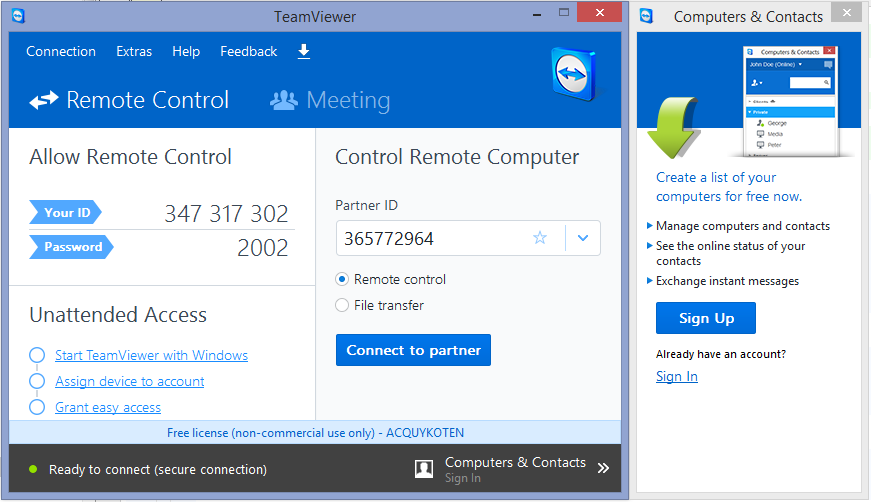 TeamViewer
Connection Extras Help Feedback
Remote Control Meeting
Allow Remote Control
Your ID 347 317 302
Password 2002
Unattended Access
Start TeamViewer with Windows
Assign device to account
Grant easy access
Control Remote Computer
Partner ID
365772964
Remote control
File transfer
Connect to partner
Free license (non-commercial use only) - ACQUYKOTEN
Ready to connect (secure connection)
Computers & Contacts
Sign In
Computers & Contacts
Computers & Contacts
John Doe (Online)
Private
George
Media
Peter
Create a list of your
computers for free now.
Manage computers and contacts
See the online status of your
contacts
Exchange instant messages
Sign Up
Already have an account?
Sign In